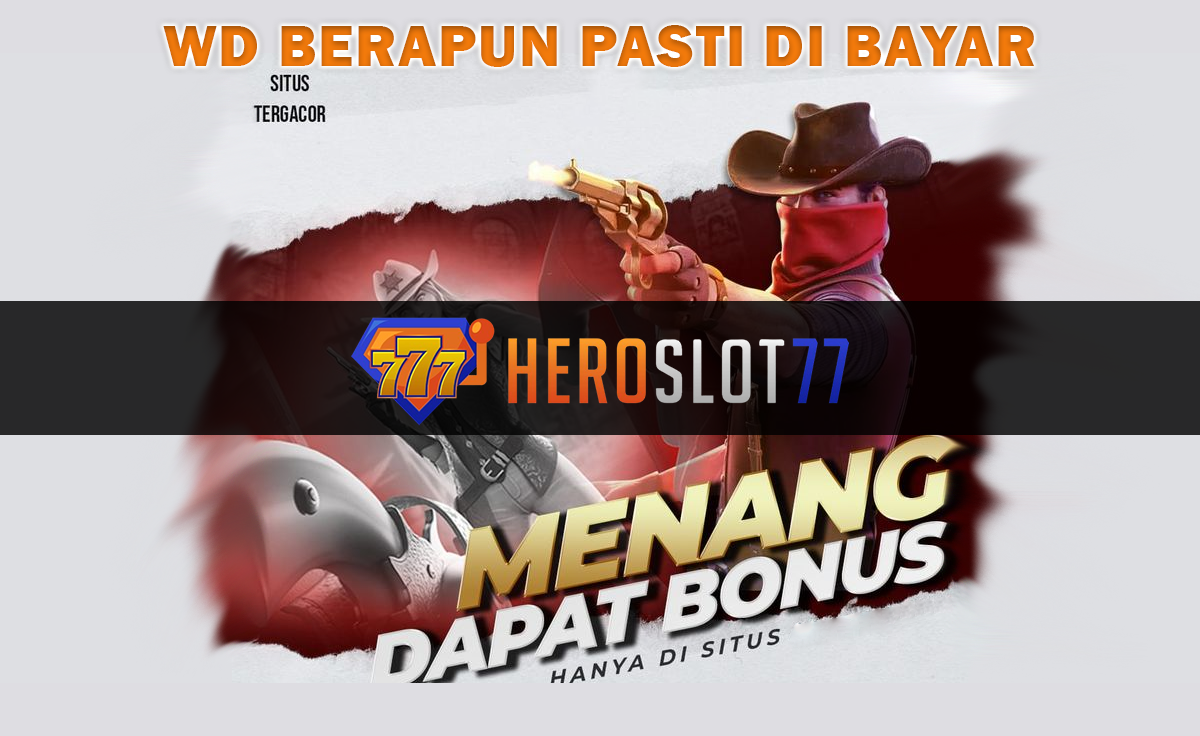 WD BERAPUN PASTI DI BAYAR
SITUS
TERGACOR
777 HEROSLOT77
MENANG
DAPAT BONUS
HANYA DI SITUS